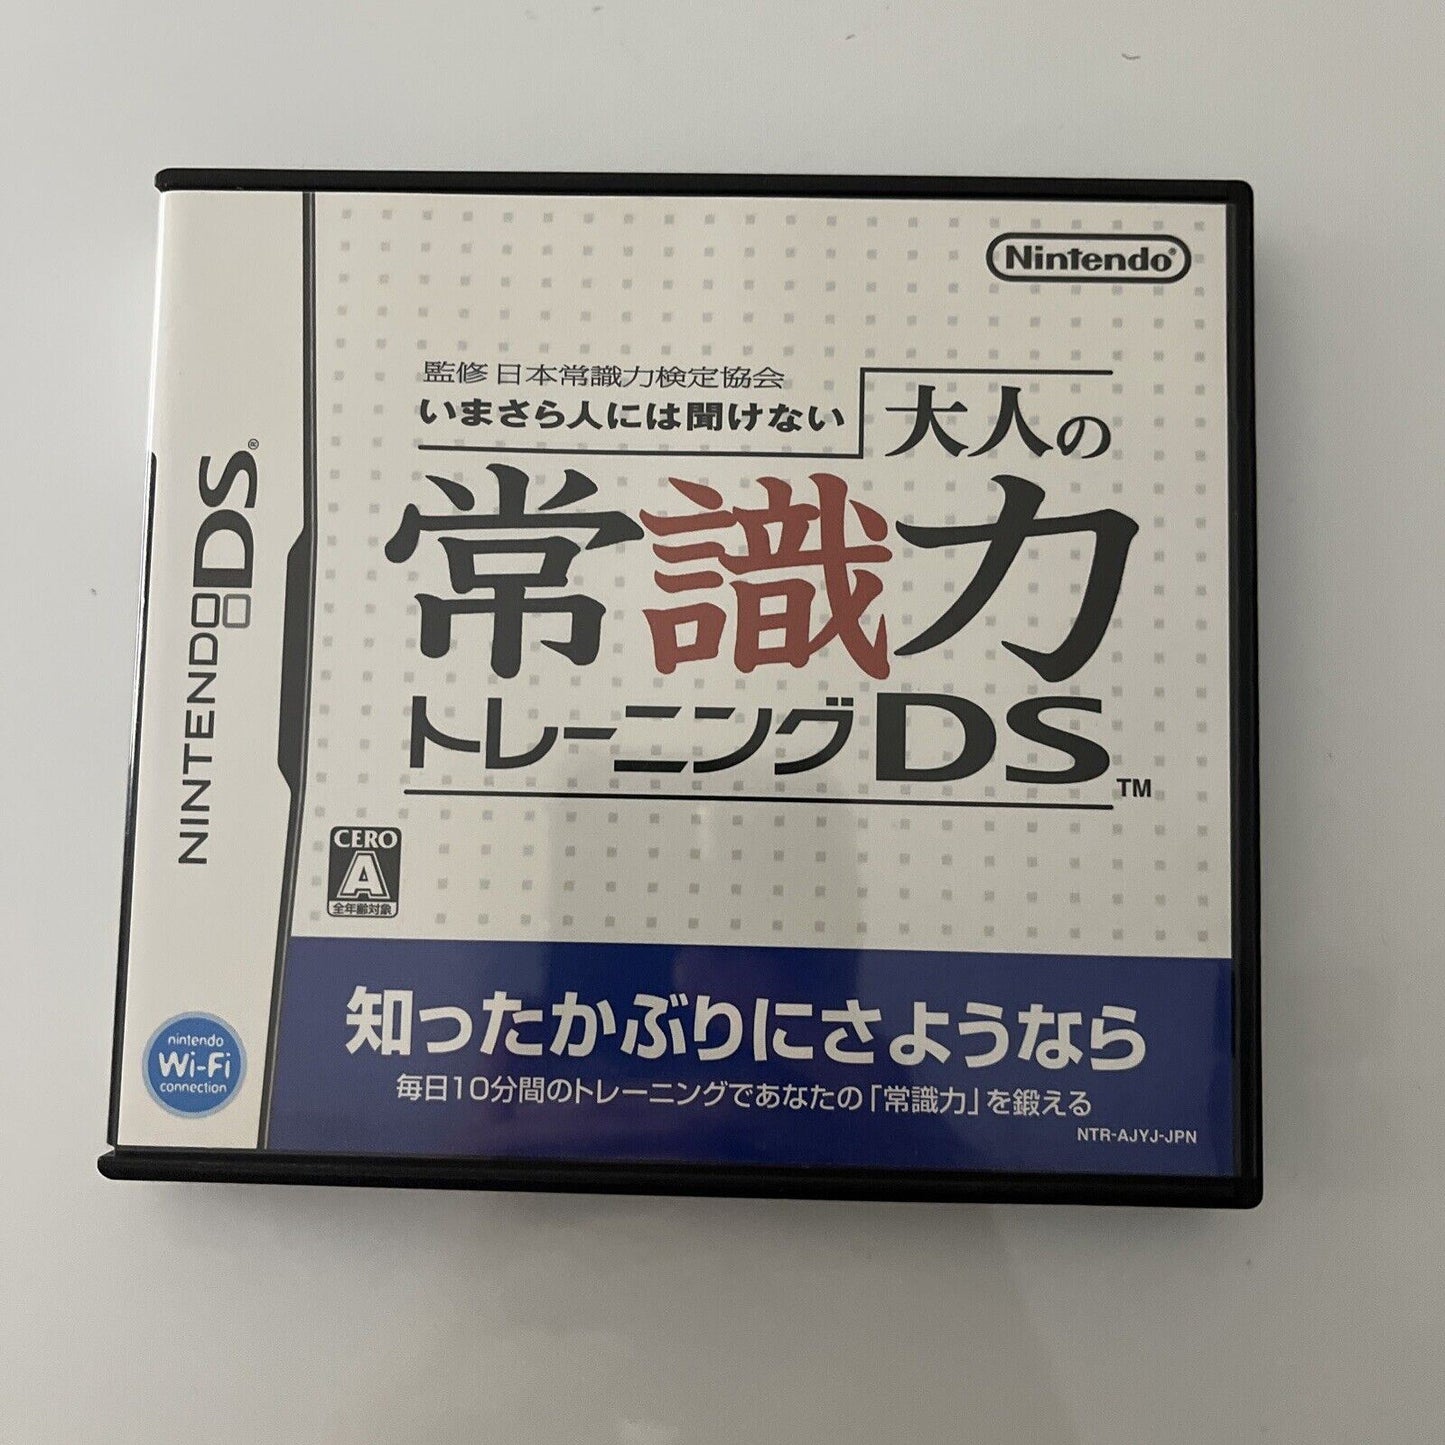 Nintendo®
監修 日本常識力検定協会
いまさら人には聞けない
大人の
常識力
トレーニングDS™
NINTENDO DS®
CERO
A
全年齢対象
知ったかぶりにさようなら
毎日10分間のトレーニングであなたの「常識力」を鍛える
NTR-AJYJ-JPN
nintendo
Wi-Fi
connection